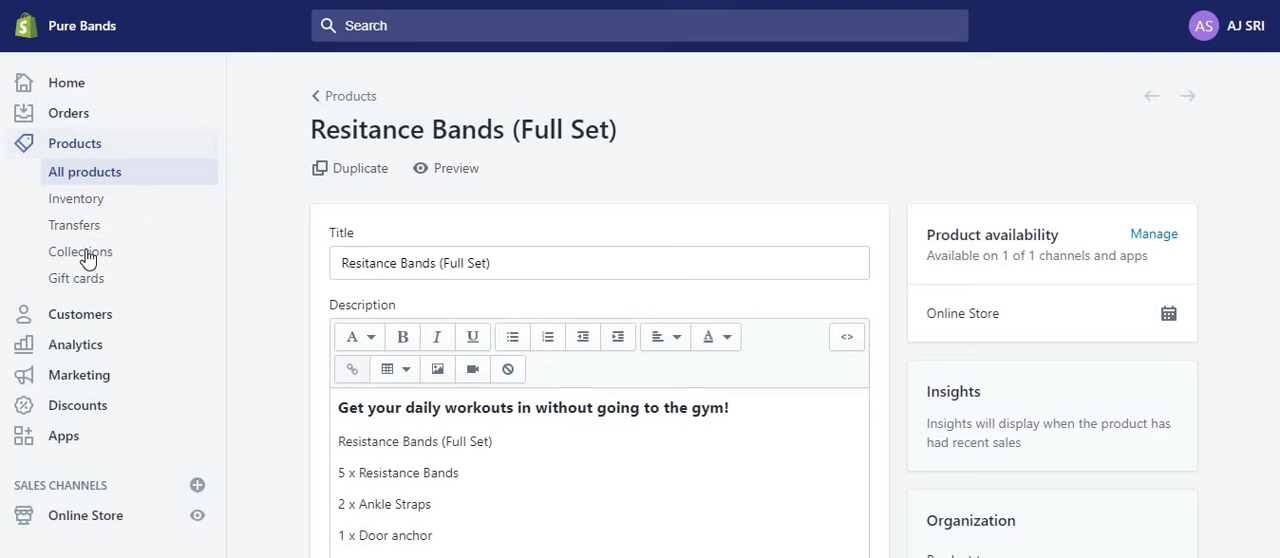 Pure Bands
Search
AS AJ SRI
Home
Orders
Products
All products
Inventory
Transfers
Collections
Gift cards
Customers
Analytics
Marketing
Discounts
Apps
SALES CHANNELS
Online Store
Products
Resitance Bands (Full Set)
Duplicate Preview
Title
Resitance Bands (Full Set)
Description
A B I U A <>
Get your daily workouts in without going to the gym!
Resistance Bands (Full Set)
5 x Resistance Bands
2 x Ankle Straps
1 x Door anchor
Product availability Manage
Available on 1 of 1 channels and apps
Online Store
Insights
Insights will display when the product has
had recent sales
Organization